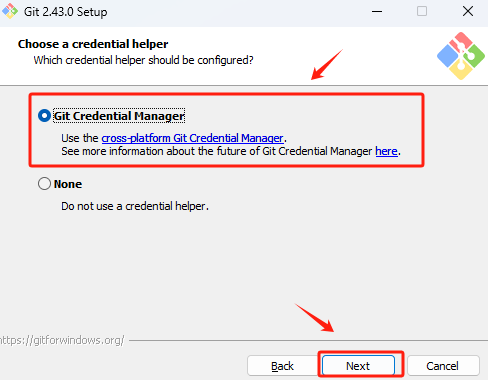 Git 2.43.0 Setup
Choose a credential helper
Which credential helper should be configured?
Git Credential Manager
Use the cross-platform Git Credential Manager.
See more information about the future of Git Credential Manager here.
None
Do not use a credential helper.
https://gitforwindows.org/
Back
Next
Cancel